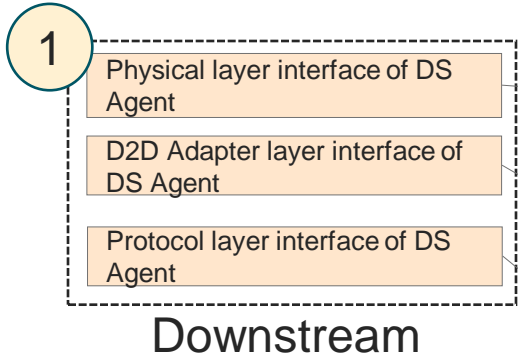 1
Physical layer interface of DS
Agent
D2D Adapter layer interface of
DS Agent
Protocol layer interface of DS
Agent
Downstream